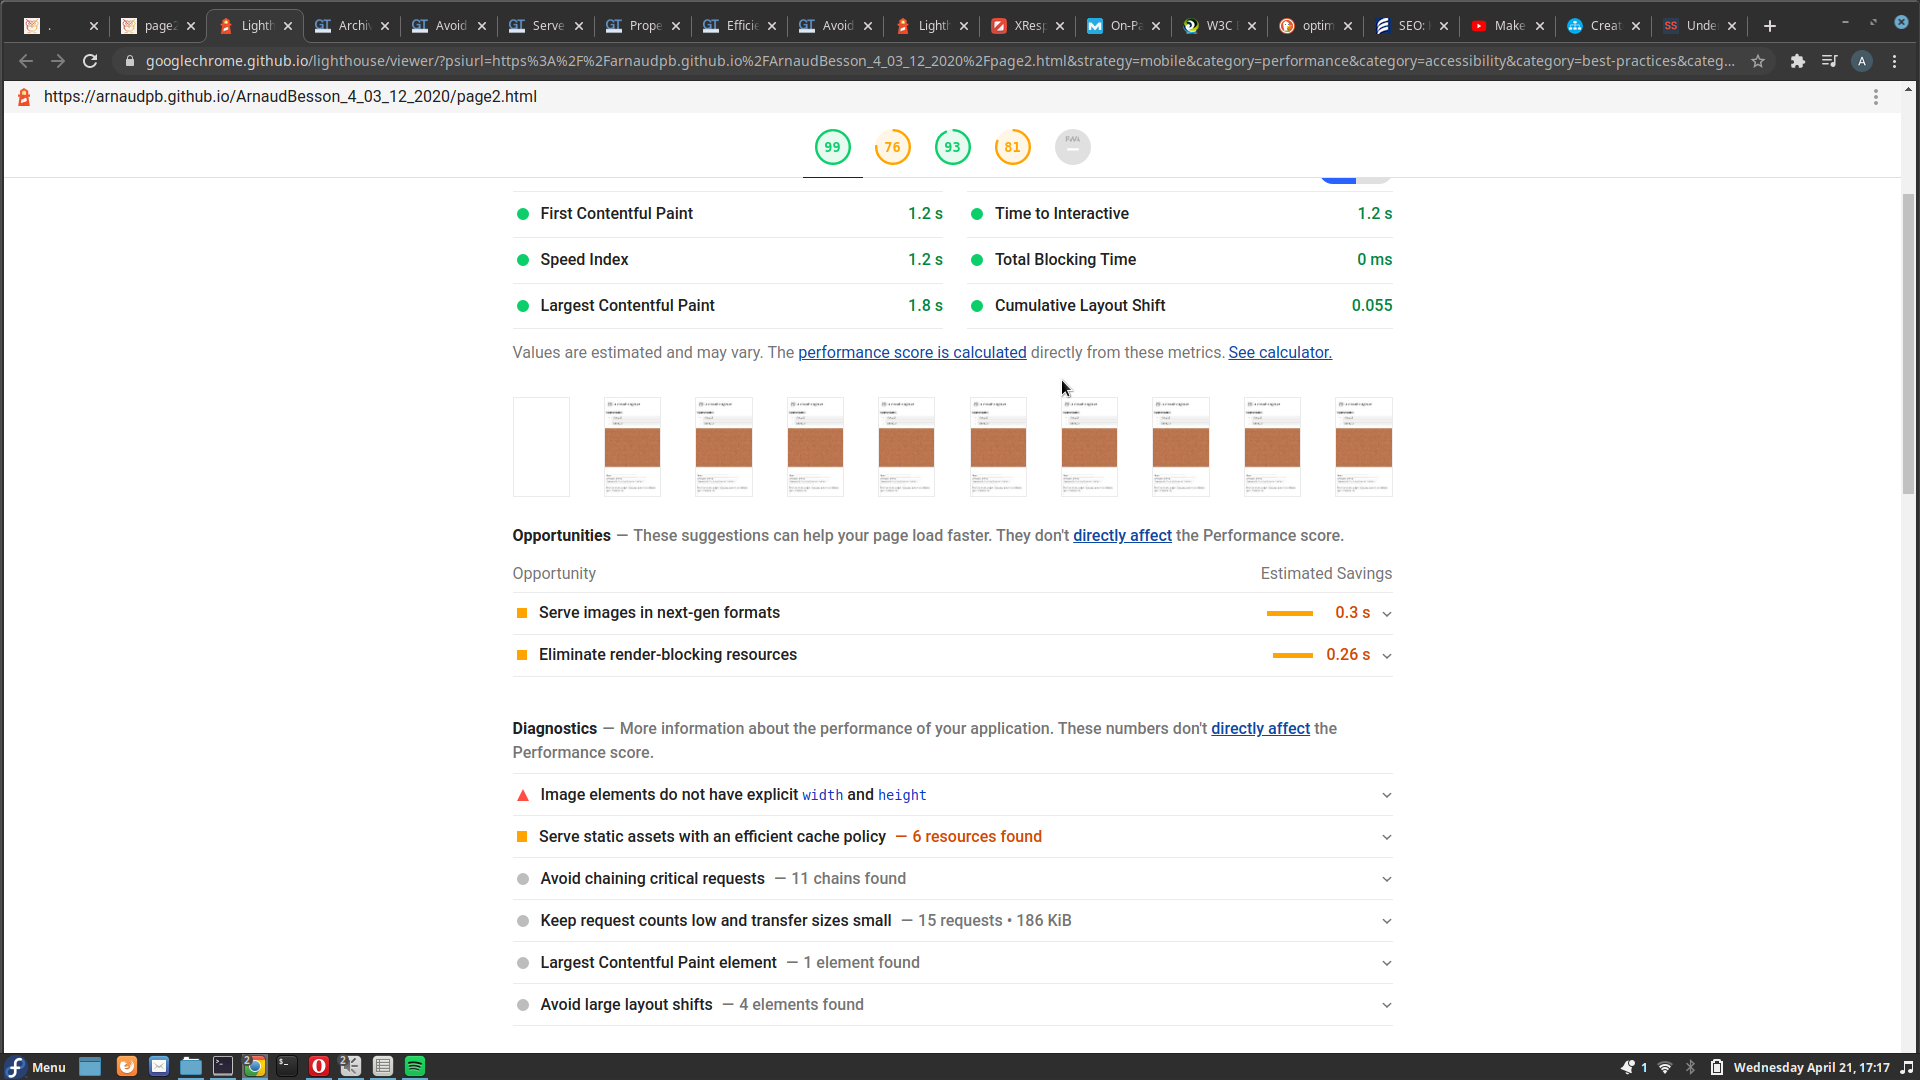 .
page2
Lighth
Archiv
Avoid
Serve
Prope
Efficie
Avoid
Lighth
XResp
On-Pa
W3C
optim
SEO:
Make
Creat
Unde
googlechrome.github.io/lighthouse/viewer/?psiurl=https%3A%2F%2Farnaudpb.github.io%2FArnaudBesson_4_03_12_2020%2Fpage2.html&strategy=mobile&category=performance&category=accessibility&category=best-practices&categ...
A
https://arnaudpb.github.io/ArnaudBesson_4_03_12_2020/page2.html
99 76 93 81
First Contentful Paint 1.2 s
Time to Interactive 1.2 s
Speed Index 1.2 s
Total Blocking Time 0 ms
Largest Contentful Paint 1.8 s
Cumulative Layout Shift 0.055
Values are estimated and may vary. The performance score is calculated directly from these metrics. See calculator.
Opportunities — These suggestions can help your page load faster. They don't directly affect the Performance score.
Opportunity Estimated Savings
Serve images in next-gen formats 0.3 s
Eliminate render-blocking resources 0.26 s
Diagnostics — More information about the performance of your application. These numbers don't directly affect the
Performance score.
Image elements do not have explicit width and height
Serve static assets with an efficient cache policy — 6 resources found
Avoid chaining critical requests — 11 chains found
Keep request counts low and transfer sizes small — 15 requests • 186 KiB
Largest Contentful Paint element — 1 element found
Avoid large layout shifts — 4 elements found
Menu
2
2
1
Wednesday April 21, 17:17